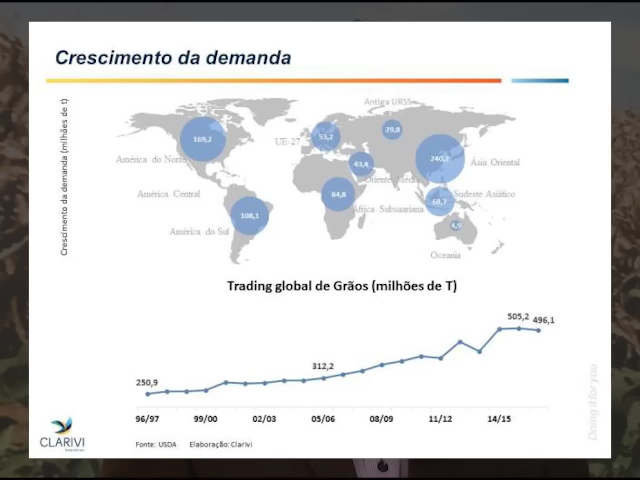 Crescimento da demanda
Crescimento da demanda (milhões de t)
Antiga URSS
169,2
UE-27
53,2
29,8
América do Norte
43,4
240,2
Ásia Oriental
Oriente Médio
América Central
84,8
68,7
Sudeste Asiático
108,1
África Subsaariana
América do Sul
4,9
Oceania
Trading global de Grãos (milhões de T)
505,2
496,1
312,2
250,9
96/97
99/00
02/03
05/06
08/09
11/12
14/15
CLARIVI
Fonte: USDA
Elaboração: Clarivi
Doing it for you